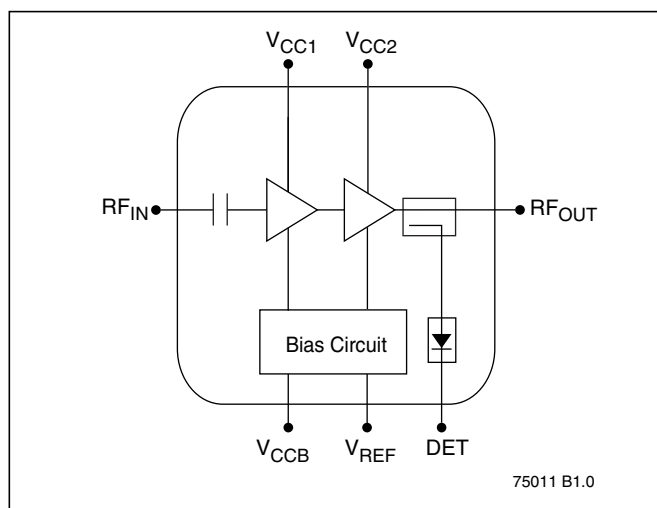 VCC1 VCC2
RFIN RFOUT
Bias Circuit
VCCB VREF DET
75011 B1.0